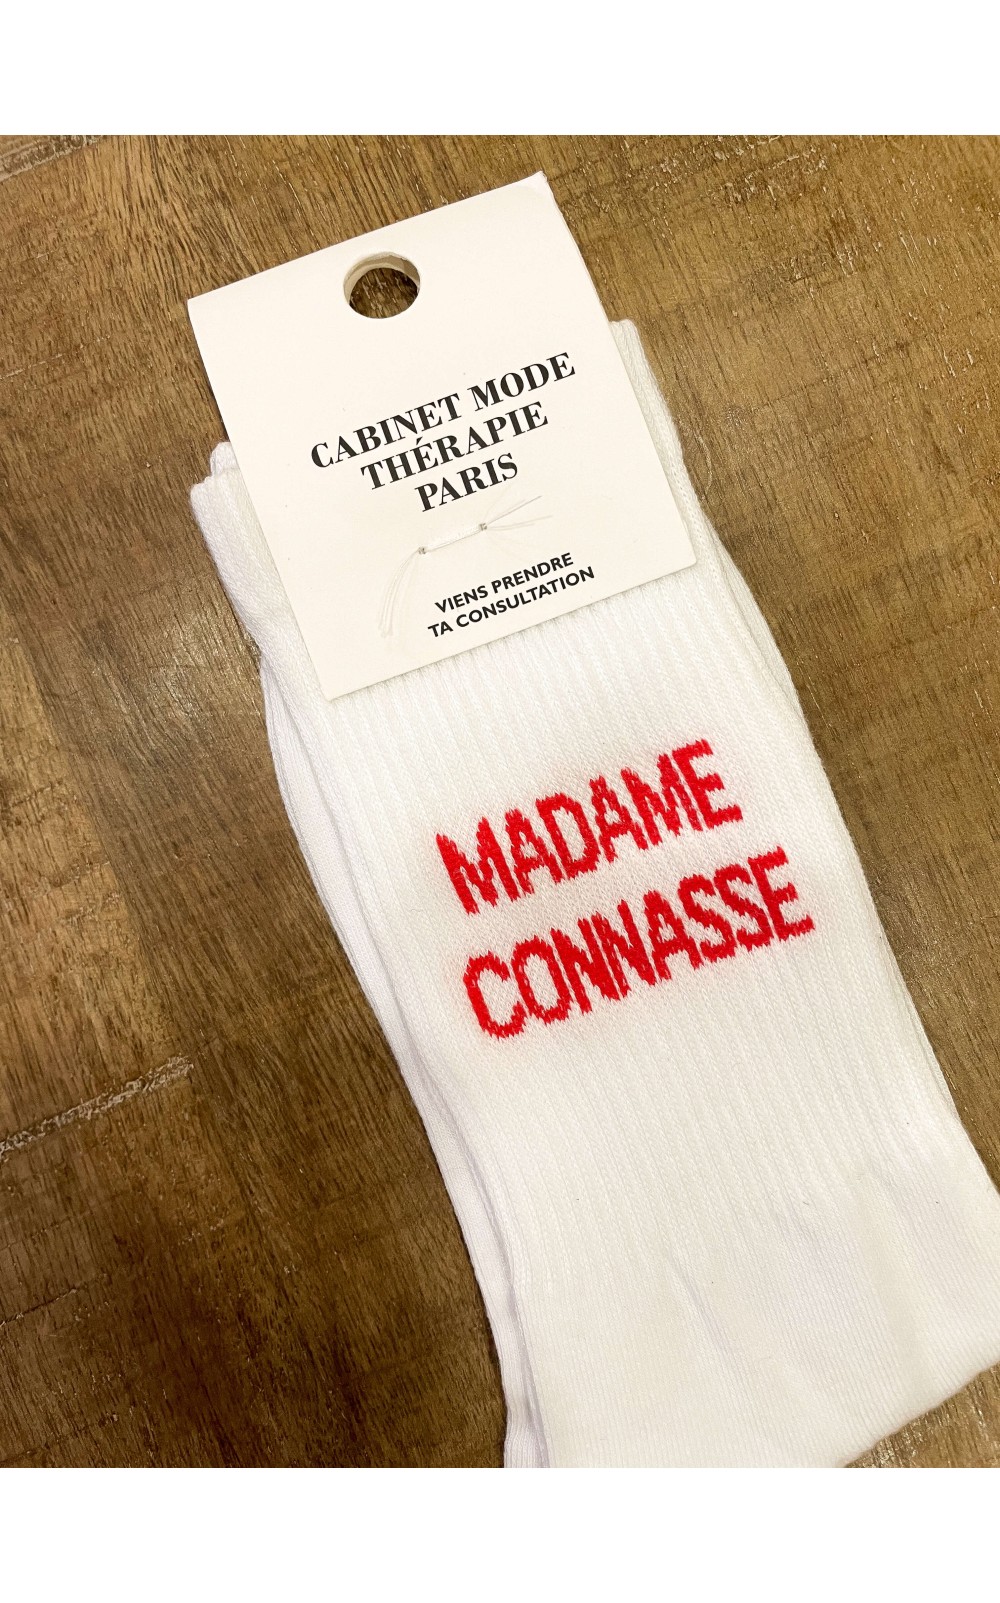 CABINET MODE
THÉRAPIE
PARIS
VIENS PRENDRE
TA CONSULTATION
MADAME
CONNASSE